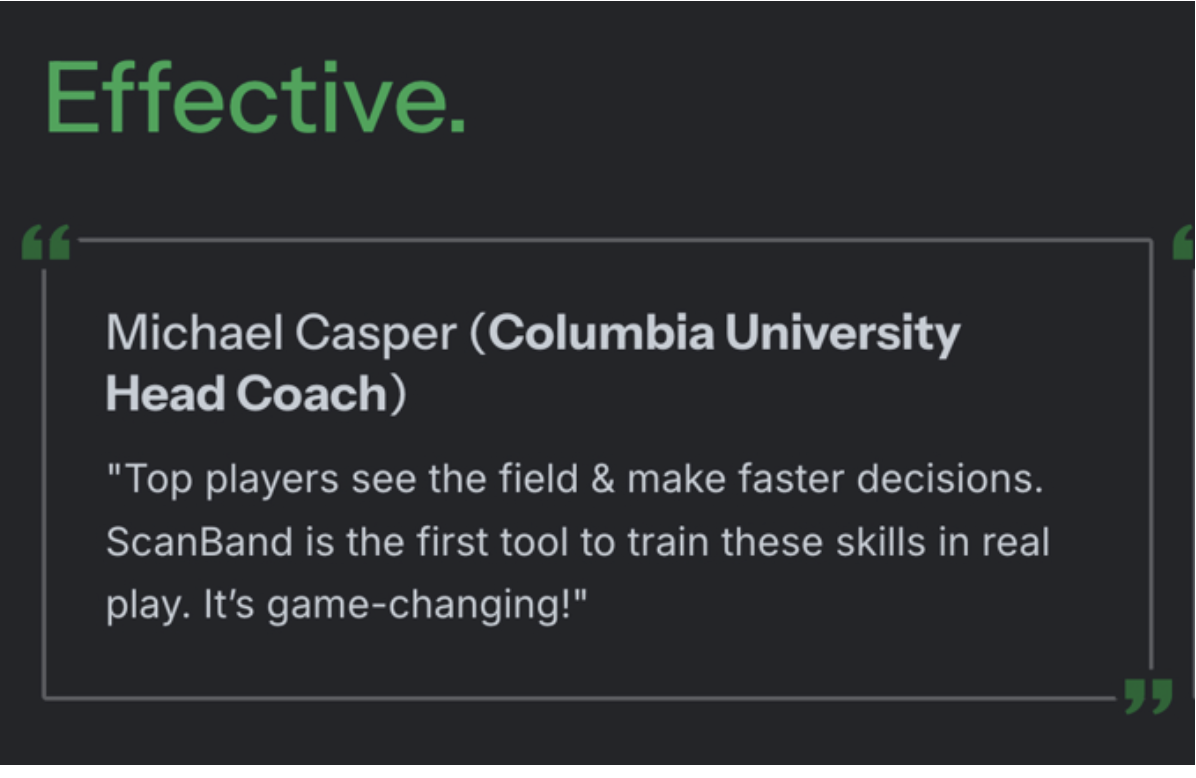 Effective.
“
Michael Casper (Columbia University
Head Coach)
"Top players see the field & make faster decisions.
ScanBand is the first tool to train these skills in real
play. It’s game-changing!"
”